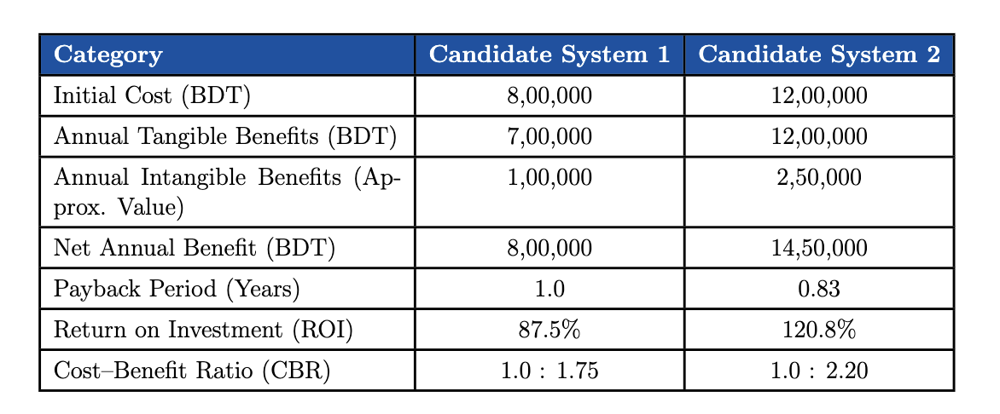 Category Candidate System 1 Candidate System 2
Initial Cost (BDT) 8,00,000 12,00,000
Annual Tangible Benefits (BDT) 7,00,000 12,00,000
Annual Intangible Benefits (Ap- 1,00,000 2,50,000
prox. Value)
Net Annual Benefit (BDT) 8,00,000 14,50,000
Payback Period (Years) 1.0 0.83
Return on Investment (ROI) 87.5% 120.8%
Cost–Benefit Ratio (CBR) 1.0 : 1.75 1.0 : 2.20